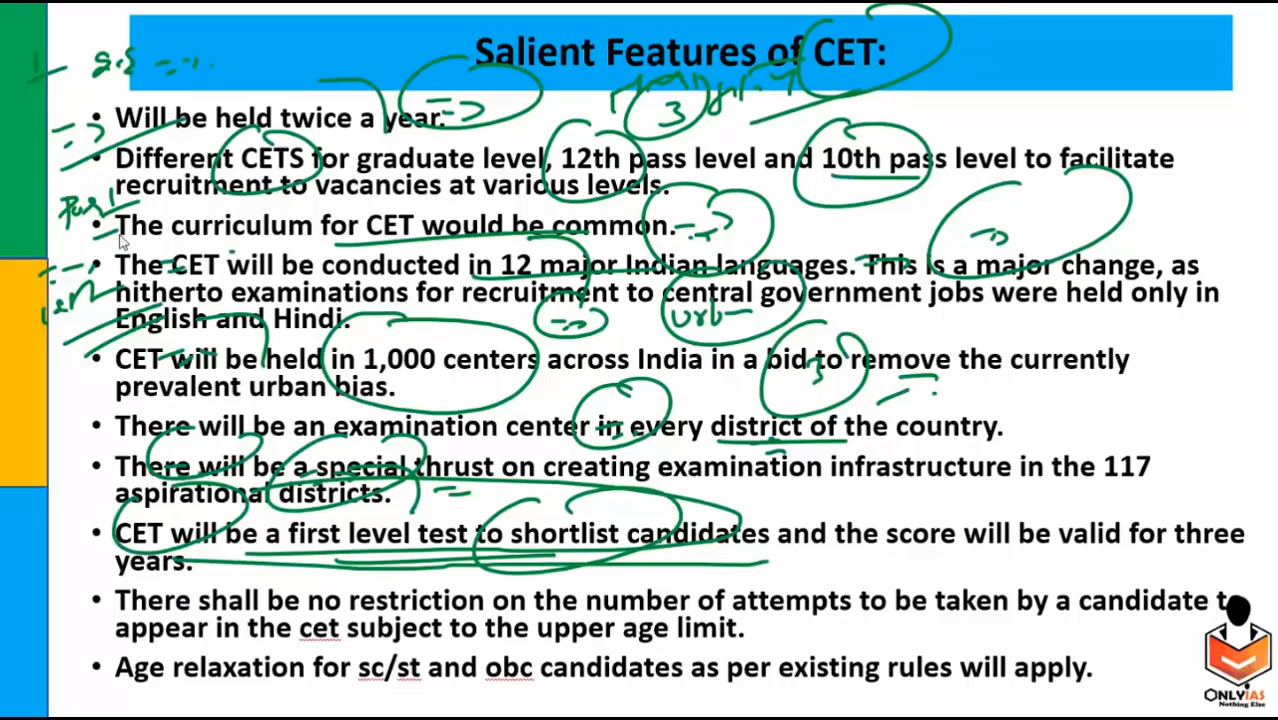 Salient Features of CET:
• Will be held twice a year.
3
• Different CETS for graduate level, 12th pass level and 10th pass level to facilitate
recruitment to vacancies at various levels.
• The curriculum for CET would be common.
• The CET will be conducted in 12 major Indian languages. This is a major change, as
hitherto examinations for recruitment to central government jobs were held only in
English and Hindi.
urb
• CET will be held in 1,000 centers across India in a bid to remove the currently
prevalent urban bias.
3
• There will be an examination center in every district of the country.
• There will be a special thrust on creating examination infrastructure in the 117
aspirational districts.
• CET will be a first level test to shortlist candidates and the score will be valid for three
years.
• There shall be no restriction on the number of attempts to be taken by a candidate t
appear in the cet subject to the upper age limit.
• Age relaxation for sc/st and obc candidates as per existing rules will apply.
ONLYIAS
Nothing Else